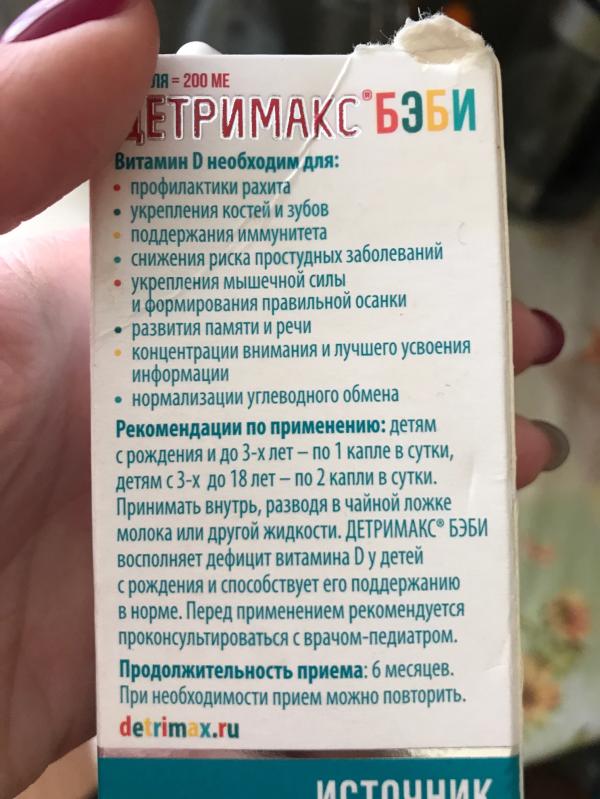 = 200 МЕ
ДЕТРИМАКС® БЭБИ
Витамин D необходим для:
• профилактики рахита
• укрепления костей и зубов
• поддержания иммунитета
• снижения риска простудных заболеваний
• укрепления мышечной силы
и формирования правильной осанки
• развития памяти и речи
• концентрации внимания и лучшего усвоения
информации
• нормализации углеводного обмена
Рекомендации по применению: детям
с рождения и до 3-х лет – по 1 капле в сутки,
детям с 3-х до 18 лет – по 2 капли в сутки.
Принимать внутрь, разводя в чайной ложке
молока или другой жидкости. ДЕТРИМАКС® БЭБИ
восполняет дефицит витамина D у детей
с рождения и способствует его поддержанию
в норме. Перед применением рекомендуется
проконсультироваться с врачом-педиатром.
Продолжительность приема: 6 месяцев.
При необходимости прием можно повторить.
detrimax.ru
ИСТОЧНИК